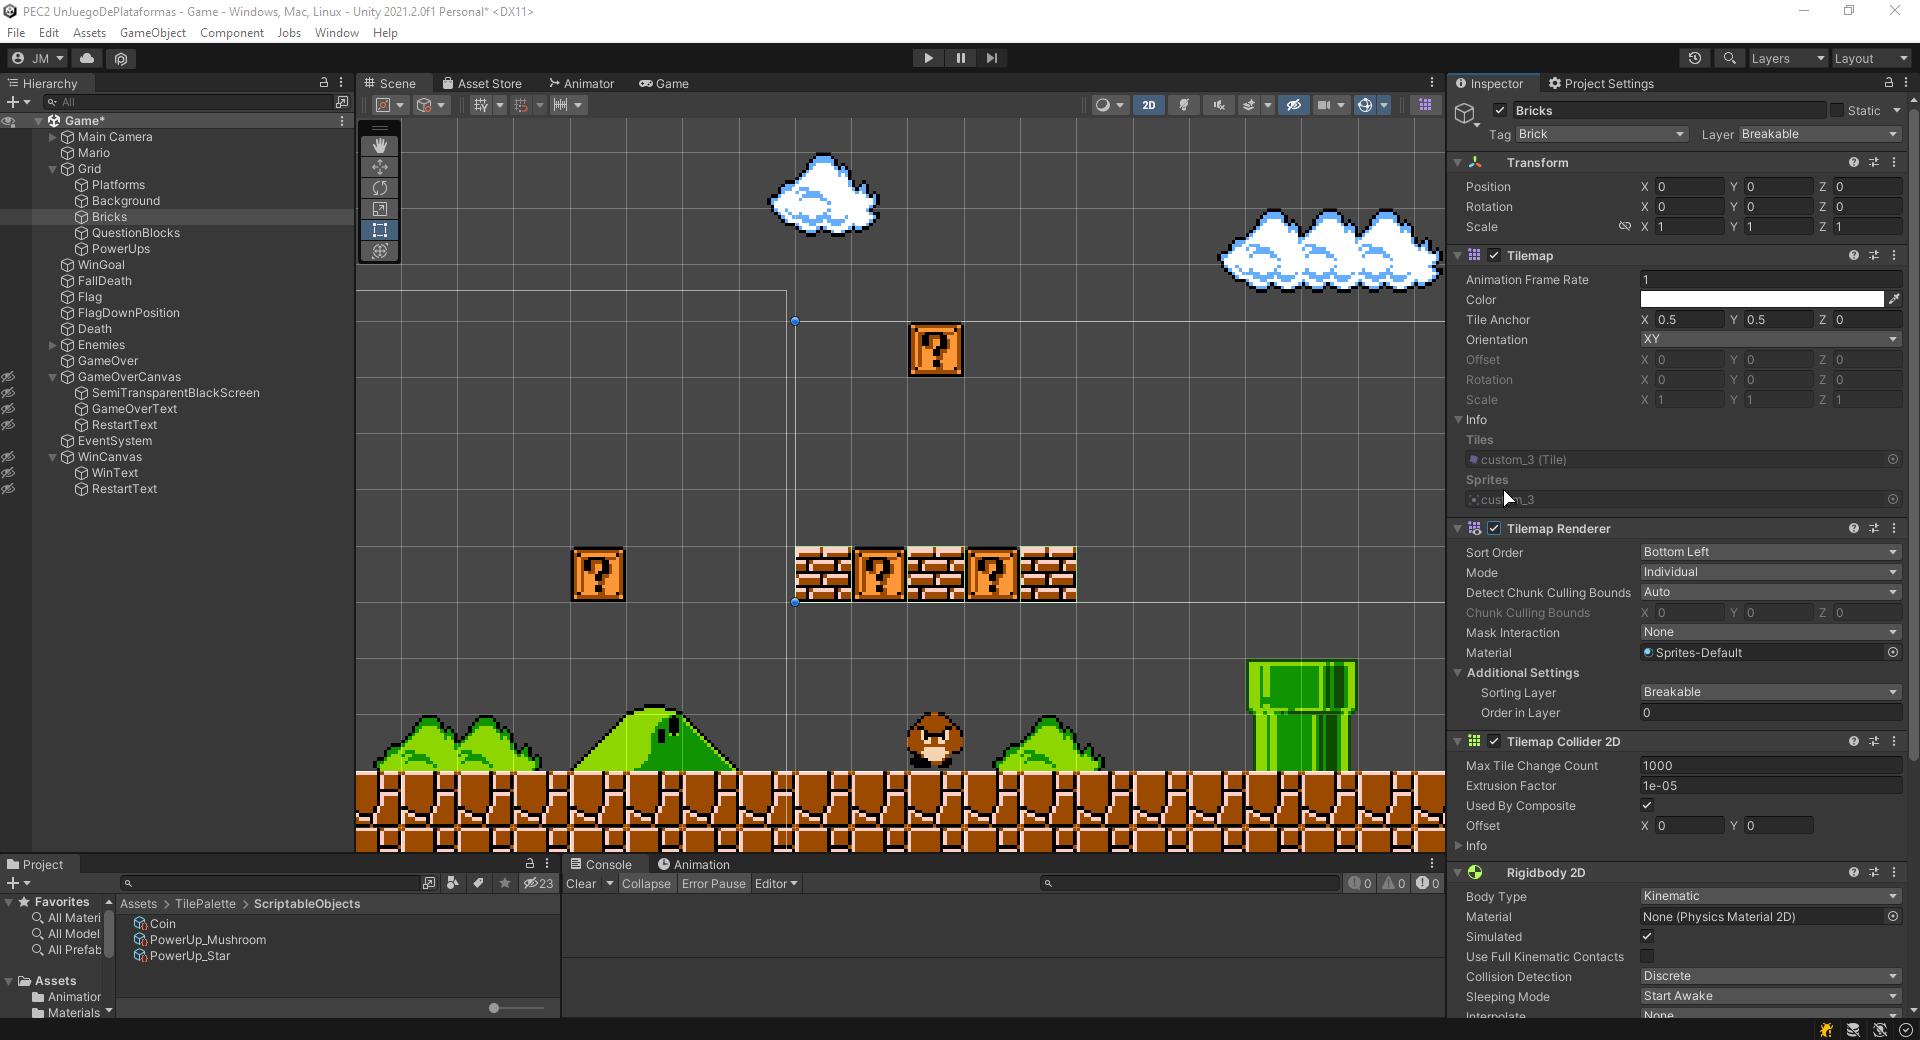 PEC2 UnJuegoDePlataformas - Game - Windows, Mac, Linux - Unity 2021.2.0f1 Personal* <DX11>
File Edit Assets GameObject Component Jobs Window Help
JM Layers Layout
Hierarchy
All
Game*
Main Camera
Mario
Grid
Platforms
Background
Bricks
QuestionBlocks
PowerUps
WinGoal
FallDeath
Flag
FlagDownPosition
Death
Enemies
GameOver
GameOverCanvas
SemiTransparentBlackScreen
GameOverText
RestartText
EventSystem
WinCanvas
WinText
RestartText
Scene Asset Store Animator Game
2D
? 
? ? ?
Inspector Project Settings
Bricks Static
Tag Brick Layer Breakable
Transform
Position X 0 Y 0 Z 0
Rotation X 0 Y 0 Z 0
Scale X 1 Y 1 Z 1
Tilemap
Animation Frame Rate 1
Color
Tile Anchor X 0.5 Y 0.5 Z 0
Orientation XY
Offset X 0 Y 0 Z 0
Rotation X 0 Y 0 Z 0
Scale X 1 Y 1 Z 1
Info
Tiles
custom_3 (Tile)
Sprites
Tilemap Renderer
Sort Order Bottom Left
Mode Individual
Detect Chunk Culling Bounds Auto
Chunk Culling Bounds X 0 Y 0 Z 0
Mask Interaction None
Material Sprites-Default
Additional Settings
Sorting Layer Breakable
Order in Layer 0
Tilemap Collider 2D
Max Tile Change Count 1000
Extrusion Factor 1e-05
Used By Composite
Offset X 0 Y 0
Info
Rigidbody 2D
Body Type Kinematic
Material None (Physics Material 2D)
Simulated
Use Full Kinematic Contacts
Collision Detection Discrete
Sleeping Mode Start Awake
Interpolate None
Project
23
Favorites
All Materi
All Model
All Prefab
Assets
Animation
Materials
Assets > TilePalette > ScriptableObjects
Coin
PowerUp_Mushroom
PowerUp_Star
Console Animation
Clear Collapse Error Pause Editor 0 0 0